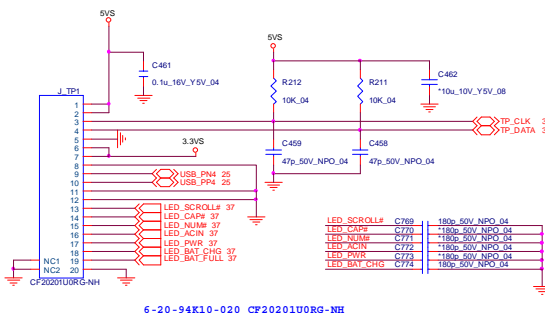 5VS
C461
0.1u_16V_Y5V_04
J_TP1
1
2
3
4
5
6
7
8
9
10
11
12
13
14
15
16
17
18
NC1 19
NC2 20
CF20201U0RG-NH
3.3VS
USB_PN4 25
USB_PP4 25
LED_SCROLL# 37
LED_CAP# 37
LED_NUM# 37
LED_ACIN 37
LED_PWR 37
LED_BAT_CHG 37
LED_BAT_FULL 37
5VS
R212
10K_04
R211
10K_04
C462
*10u_10V_Y5V_08
TP_CLK 3
TP_DATA 3
C459
47p_50V_NPO_04
C458
47p_50V_NPO_04
LED_SCROLL# C769 180p_50V_NPO_04
LED_CAP# C770 *180p_50V_NPO_04
LED_NUM# C771 *180p_50V_NPO_04
LED_ACIN C772 *180p_50V_NPO_04
LED_PWR C773 *180p_50V_NPO_04
LED_BAT_CHG C774 *180p_50V_NPO_04
6-20-94K10-020 CF20201U0RG-NH